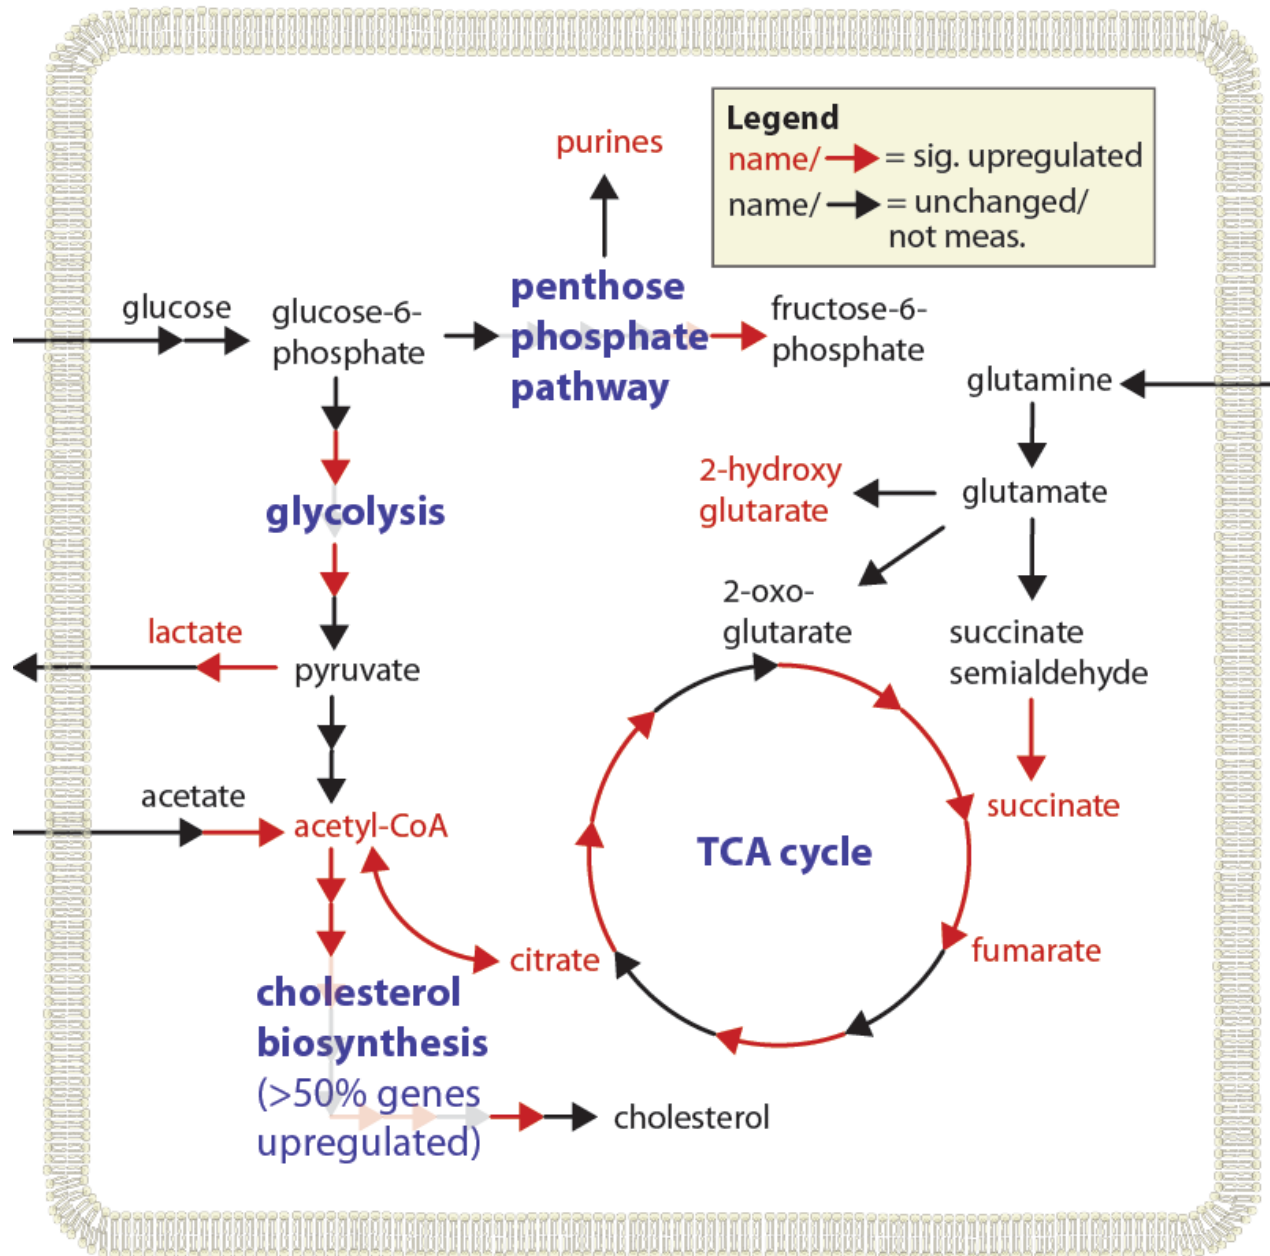 Legend
name/ = sig. upregulated
name/ = unchanged/
not meas.
purines
penthose
phosphate
pathway
glucose
glucose-6-
phosphate
fructose-6-
phosphate
glutamine
glutamate
2-hydroxy
glutarate
glycolysis
2-oxo-
glutarate
succinate
semialdehyde
lactate
pyruvate
acetate
acetyl-CoA
succinate
TCA cycle
citrate
fumarate
cholesterol
biosynthesis
(>50% genes
upregulated)
cholesterol